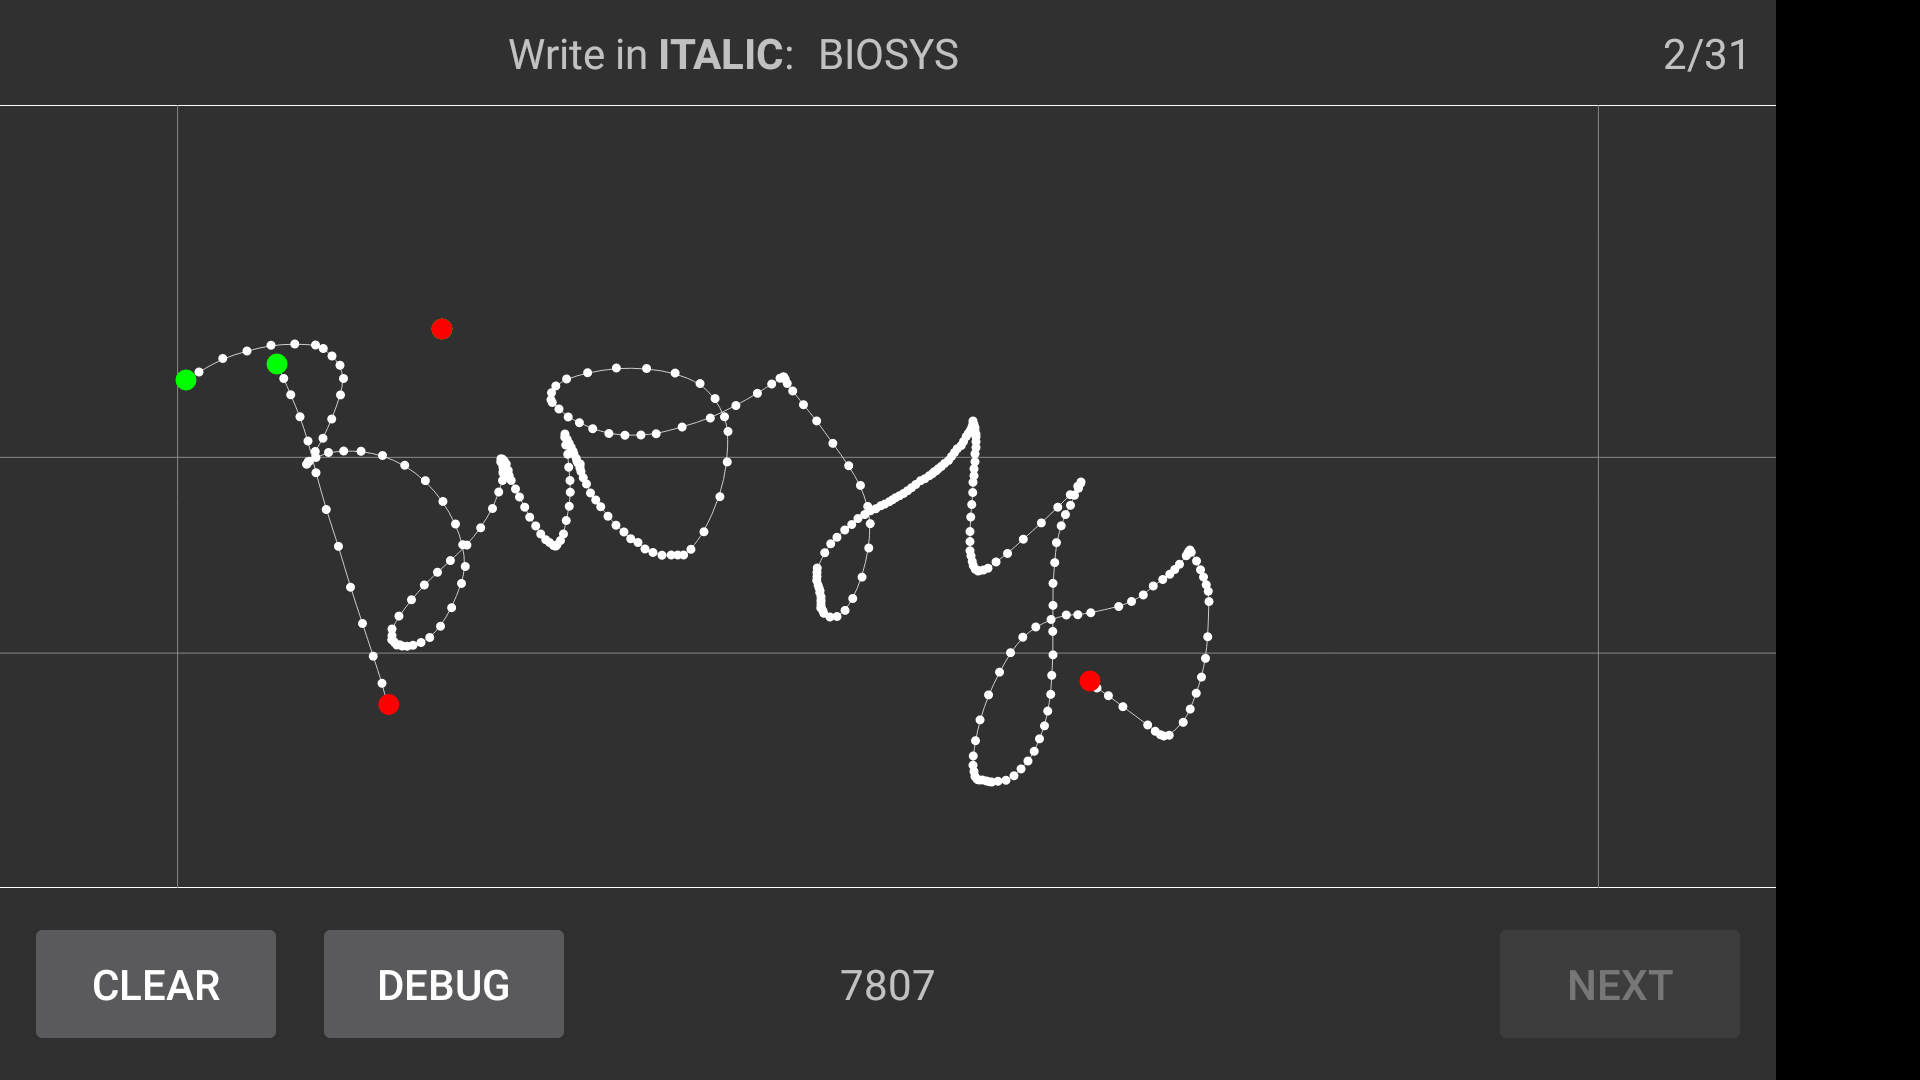 Write in ITALIC: BIOSYS
2/31
Biosys
CLEAR
DEBUG
7807
NEXT